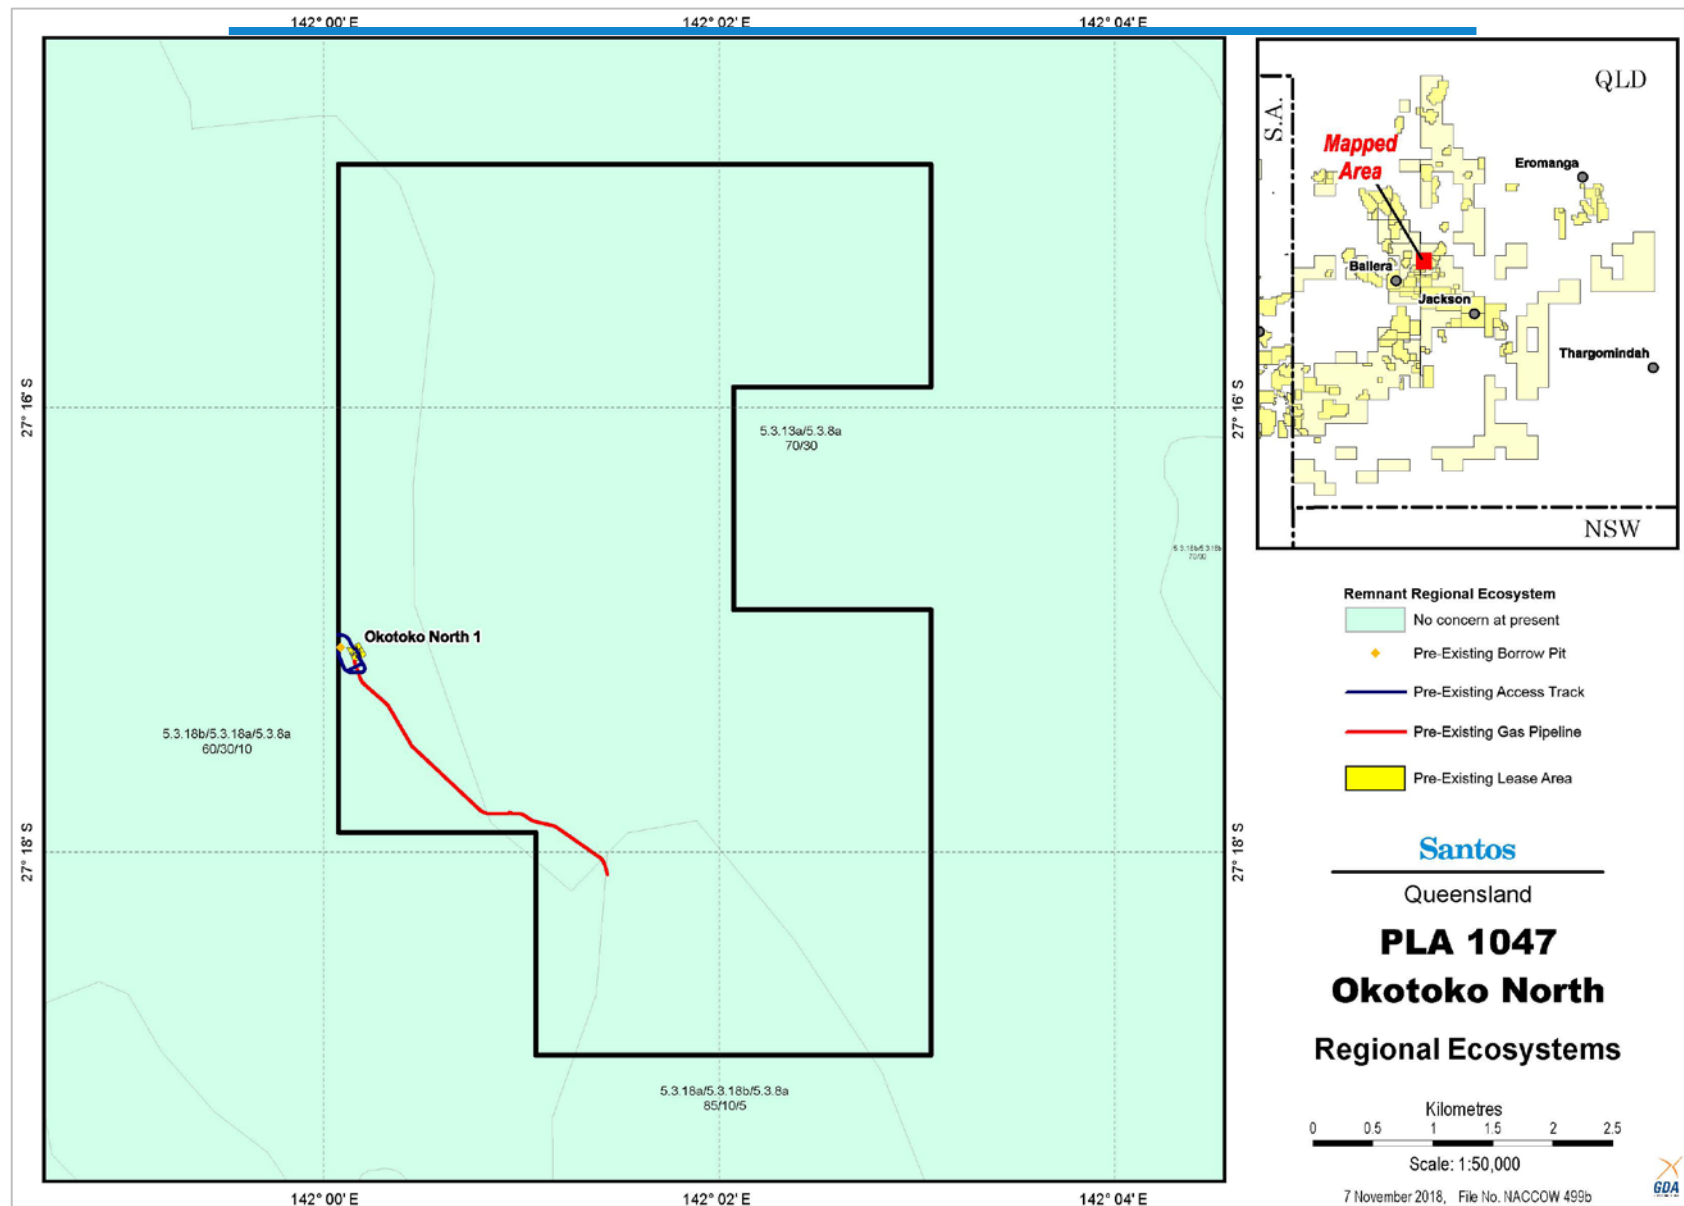 142° 00' E
142° 02' E
142° 04' E
27° 16' S
27° 16' S
5.3.13a/5.3.8a
70/30
Okotoko North 1
5.3.18b/5.3.18a/5.3.8a
60/30/10
27° 18' S
27° 18' S
5.3.18a/5.3.18b/5.3.8a
85/10/5
142° 00' E
142° 02' E
142° 04' E
QLD
S.A.
Mapped
Area
Eromanga
Ballera
Jackson
Thargomindah
NSW
Remnant Regional Ecosystem
No concern at present
Pre-Existing Borrow Pit
Pre-Existing Access Track
Pre-Existing Gas Pipeline
Pre-Existing Lease Area
Santos
Queensland
PLA 1047
Okotoko North
Regional Ecosystems
Kilometres
0 0.5 1 1.5 2 2.5
Scale: 1:50,000
7 November 2018, File No. NACCOW 499b
GDA